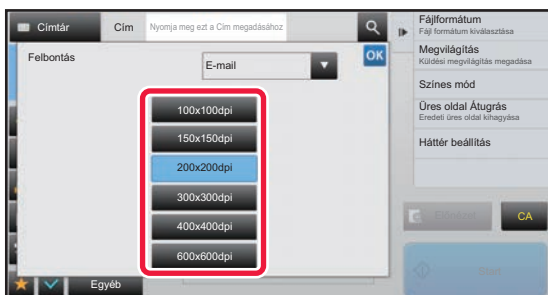 Címtár
Cím
Nyomja meg ezt a Cím megadásához
Felbontás
E-mail
OK
100x100dpi
150x150dpi
200x200dpi
300x300dpi
400x400dpi
600x600dpi
Egyéb
Fájlformátum
Fájl formátum kiválasztása
Megvilágítás
Küldési megvilágítás megadása
Színes mód
Üres oldal Átugrás
Eredeti üres oldal kihagyása
Háttér beállítás
CA
Start